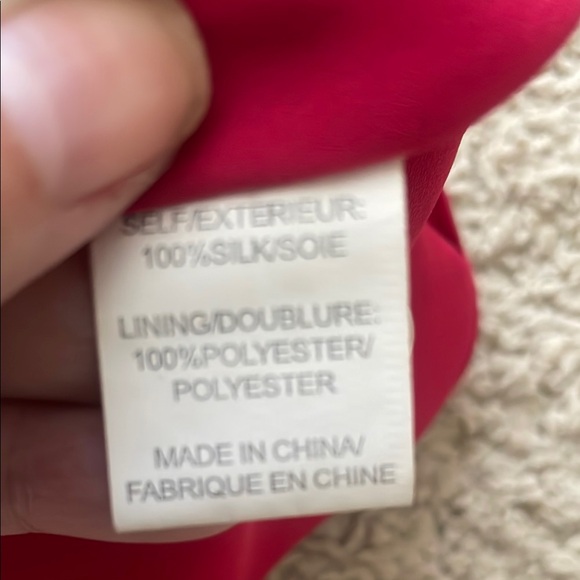 SELF/EXTERIEUR:
100%SILK/SOIE
LINING/DOUBLURE:
100%POLYESTER/
POLYESTER
MADE IN CHINA/
FABRIQUE EN CHINE